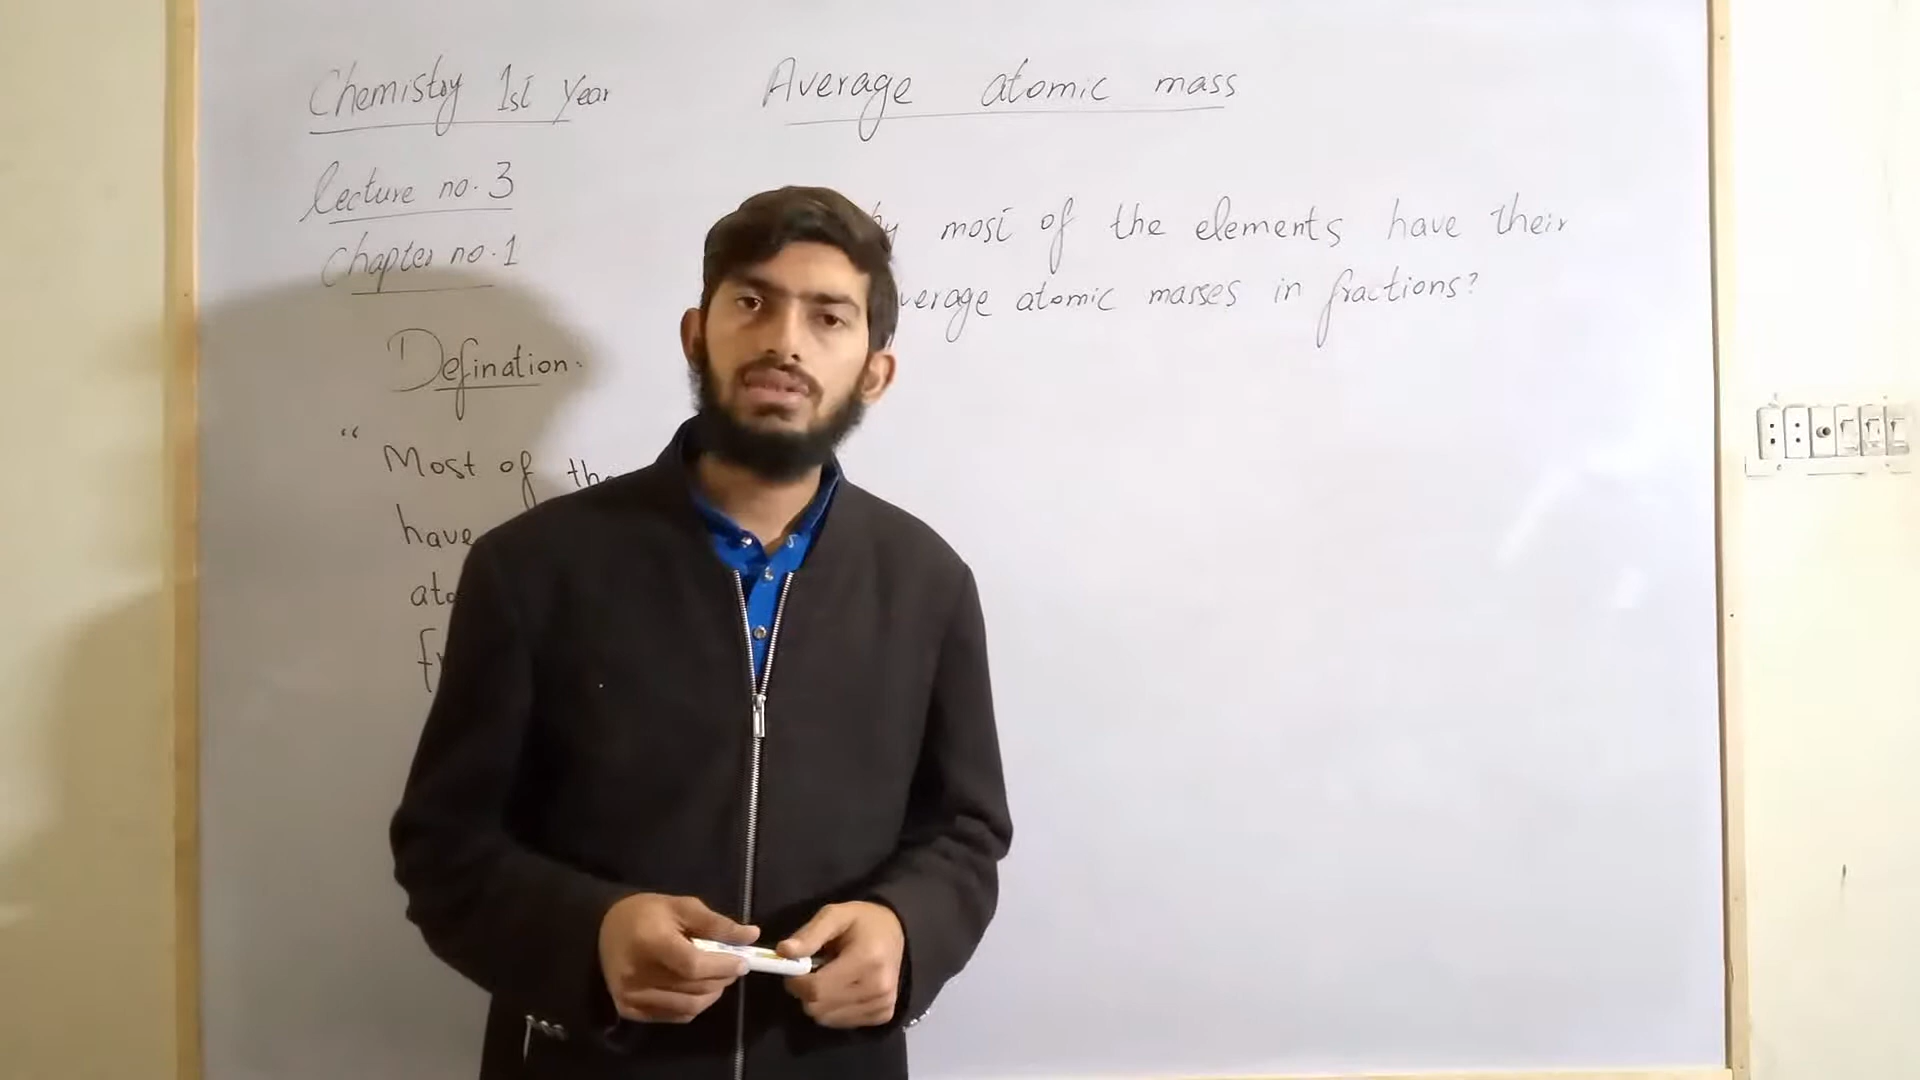 Chemistry 1st Year
Average atomic mass
Lecture no. 3
Chapter no. 1
most of the elements have their
atomic masses in fractions?
Defination:
" Most of
have